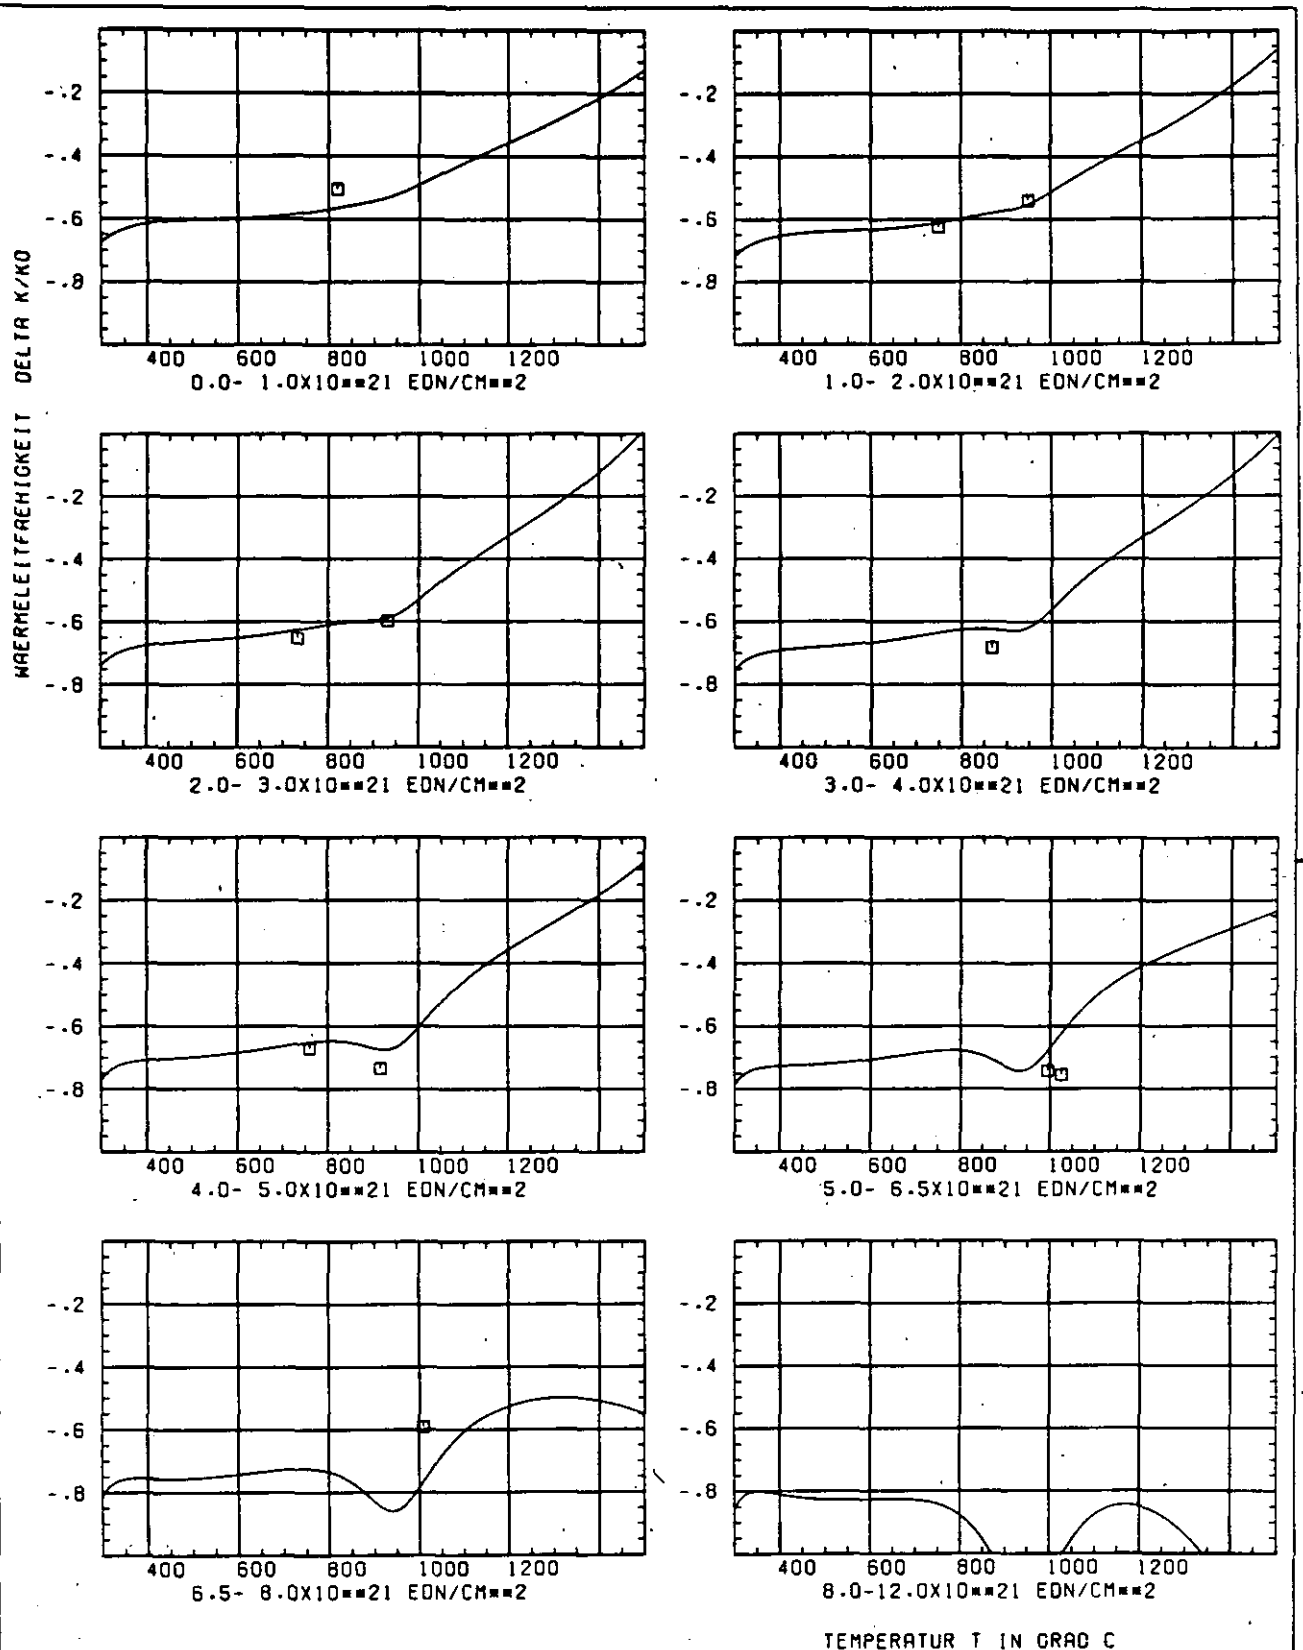 WAERMELEITFAEHIGKEIT DELTA K/KO
-.2
-.4
-.6
-.8
400 600 800 1000 1200
0.0- 1.0X10**21 EDN/CM**2
-.2
-.4
-.6
-.8
400 600 800 1000 1200
1.0- 2.0X10**21 EDN/CM**2
-.2
-.4
-.6
-.8
400 600 800 1000 1200
2.0- 3.0X10**21 EDN/CM**2
-.2
-.4
-.6
-.8
400 600 800 1000 1200
3.0- 4.0X10**21 EDN/CM**2
-.2
-.4
-.6
-.8
400 600 800 1000 1200
4.0- 5.0X10**21 EDN/CM**2
-.2
-.4
-.6
-.8
400 600 800 1000 1200
5.0- 6.5X10**21 EDN/CM**2
-.2
-.4
-.6
-.8
400 600 800 1000 1200
6.5- 8.0X10**21 EDN/CM**2
-.2
-.4
-.6
-.8
400 600 800 1000 1200
8.0-12.0X10**21 EDN/CM**2
TEMPERATUR T IN GRAD C